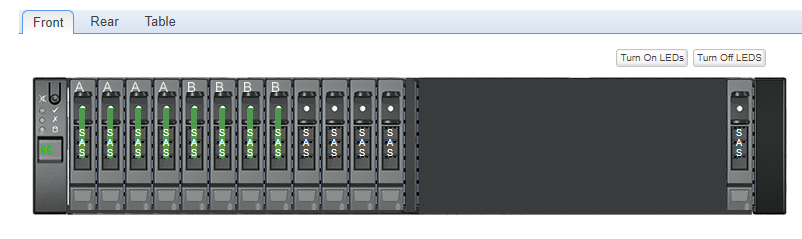 Front Rear Table
Turn On LEDs Turn Off LEDS
A A A A B B B B
SAS SAS SAS SAS SAS SAS SAS SAS SAS SAS SAS SAS SAS